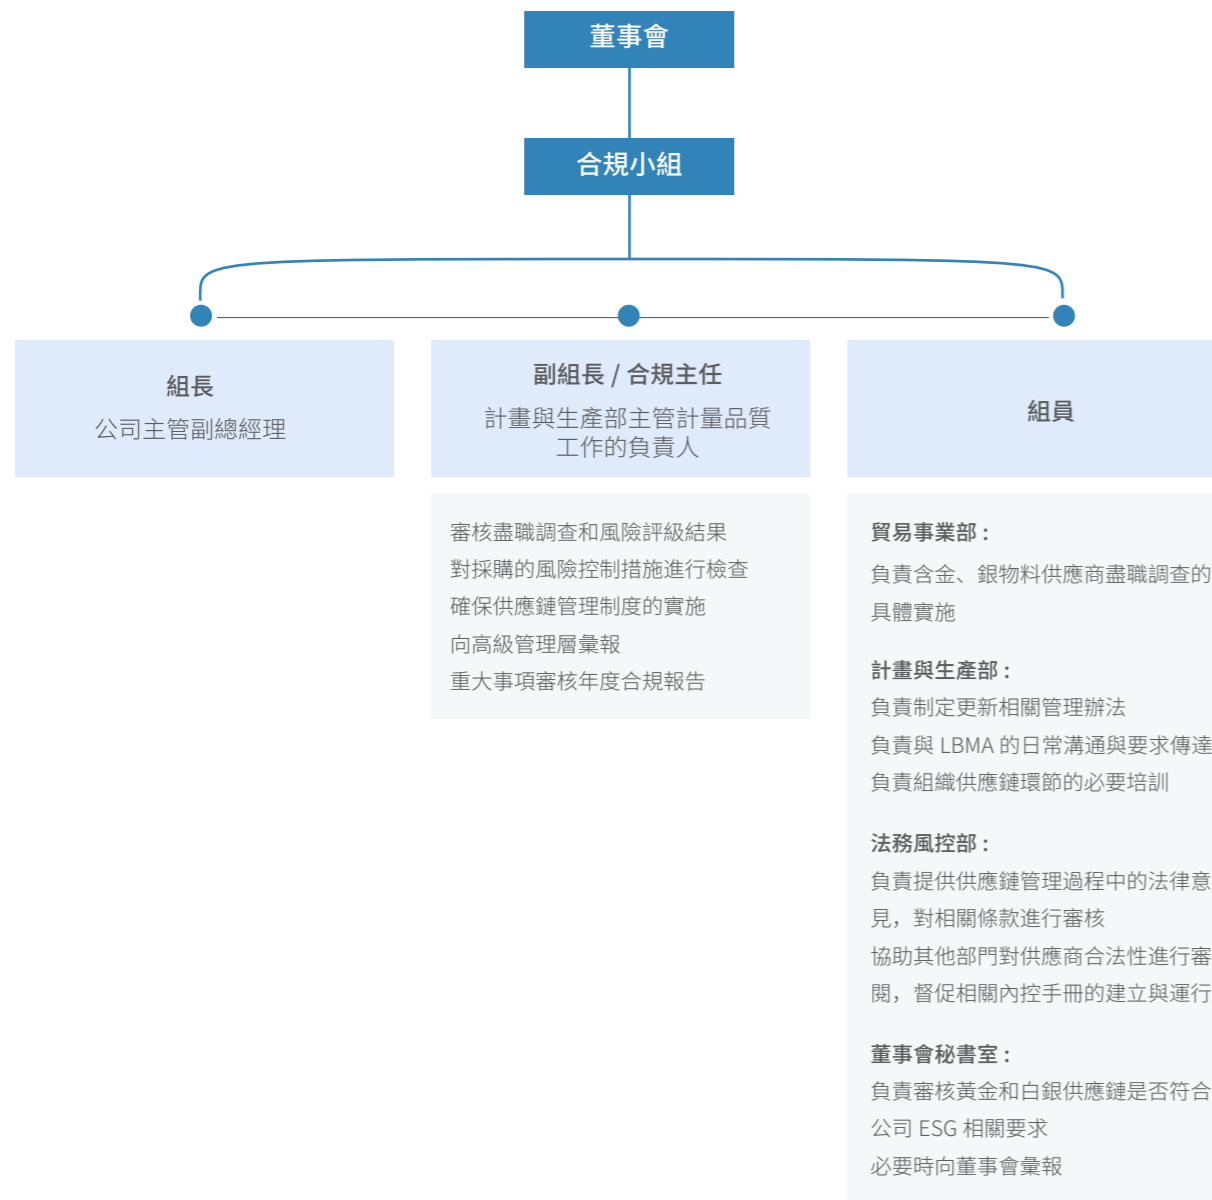 董事會
合規小組
組長
公司主管副總經理
副組長 / 合規主任
計畫與生產部主管計量品質
工作的負責人
審核盡職調查和風險評級結果
對採購的風險控制措施進行檢查
確保供應鏈管理制度的實施
向高級管理層彙報
重大事項審核年度合規報告
組員
貿易事業部：
負責含金、銀物料供應商盡職調查的
具體實施
計畫與生產部：
負責制定更新相關管理辦法
負責與 LBMA 的日常溝通與要求傳達
負責組織供應鏈環節的必要培訓
法務風控部：
負責提供供應鏈管理過程中的法律意
見，對相關條款進行審核
協助其他部門對供應商合法性進行審
閱，督促相關內控手冊的建立與運行
董事會秘書室：
負責審核黃金和白銀供應鏈是否符合
公司 ESG 相關要求
必要時向董事會彙報